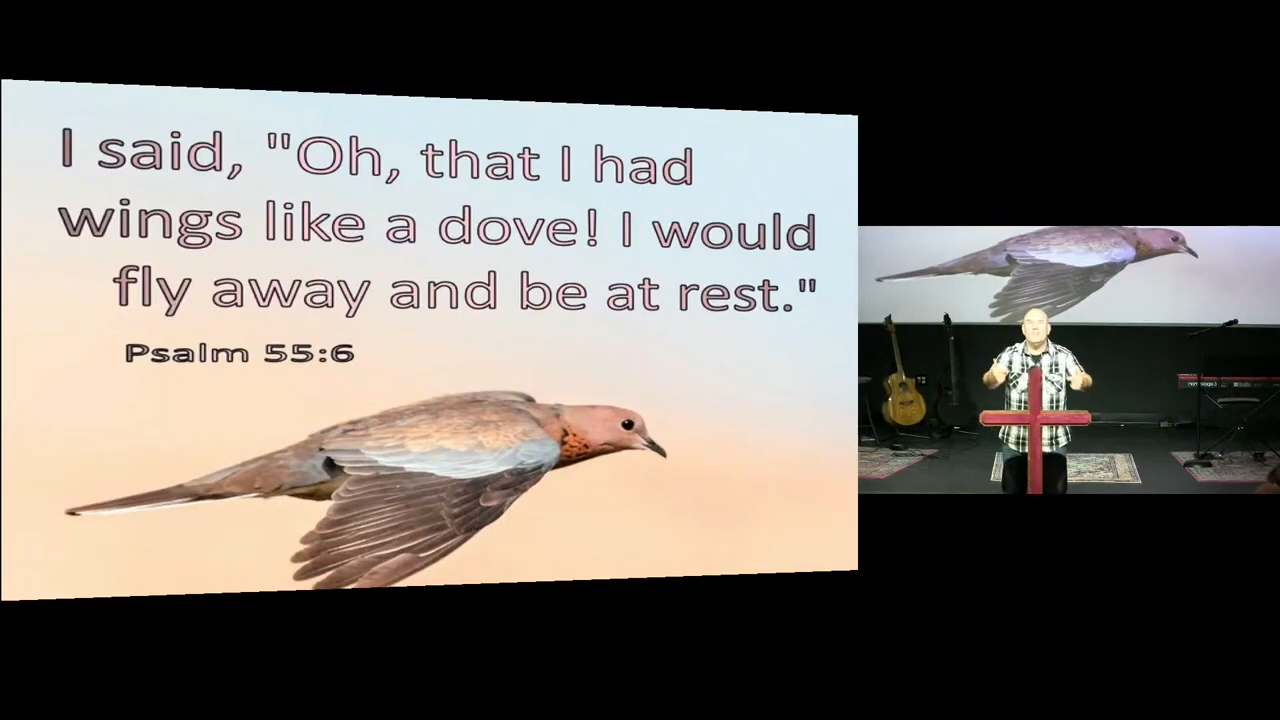 I said, "Oh, that I had
wings like a dove! I would
fly away and be at rest."
Psalm 55:6